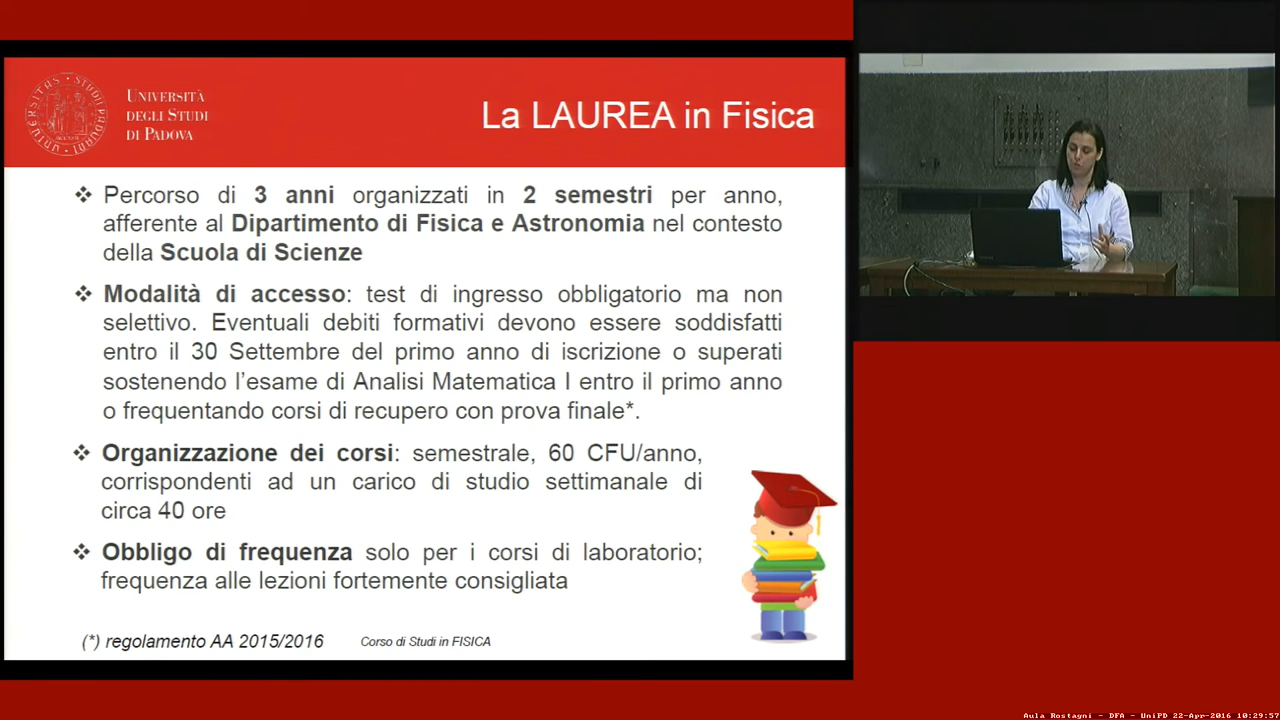 UNIVERSITÀ
DEGLI STUDI
DI PADOVA
La LAUREA in Fisica
Percorso di 3 anni organizzati in 2 semestri per anno,
afferente al Dipartimento di Fisica e Astronomia nel contesto
della Scuola di Scienze
Modalità di accesso: test di ingresso obbligatorio ma non
selettivo. Eventuali debiti formativi devono essere soddisfatti
entro il 30 Settembre del primo anno di iscrizione o superati
sostenendo l'esame di Analisi Matematica I entro il primo anno
o frequentando corsi di recupero con prova finale*.
Organizzazione dei corsi: semestrale, 60 CFU/anno,
corrispondenti ad un carico di studio settimanale di
circa 40 ore
Obbligo di frequenza solo per i corsi di laboratorio;
frequenza alle lezioni fortemente consigliata
(*) regolamento AA 2015/2016
Corso di Studi in FISICA
Aula Rostagni - DFA - UniPD 22-Apr-2016 10:29:57